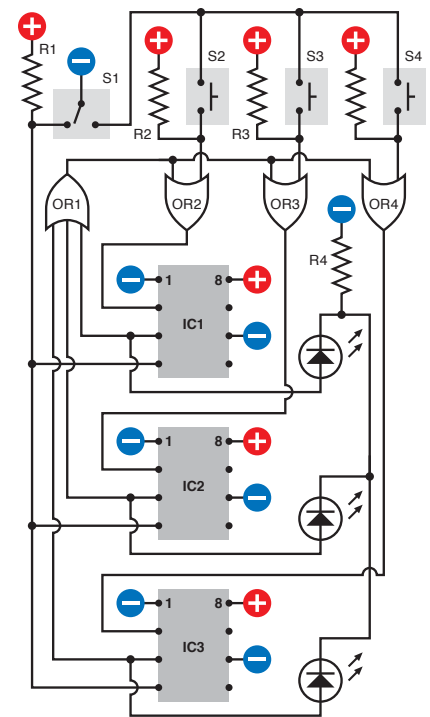 R1
S1
S2
S3
S4
R2
R3
OR1
OR2
OR3
OR4
R4
1
8
IC1
1
8
IC2
1
8
IC3